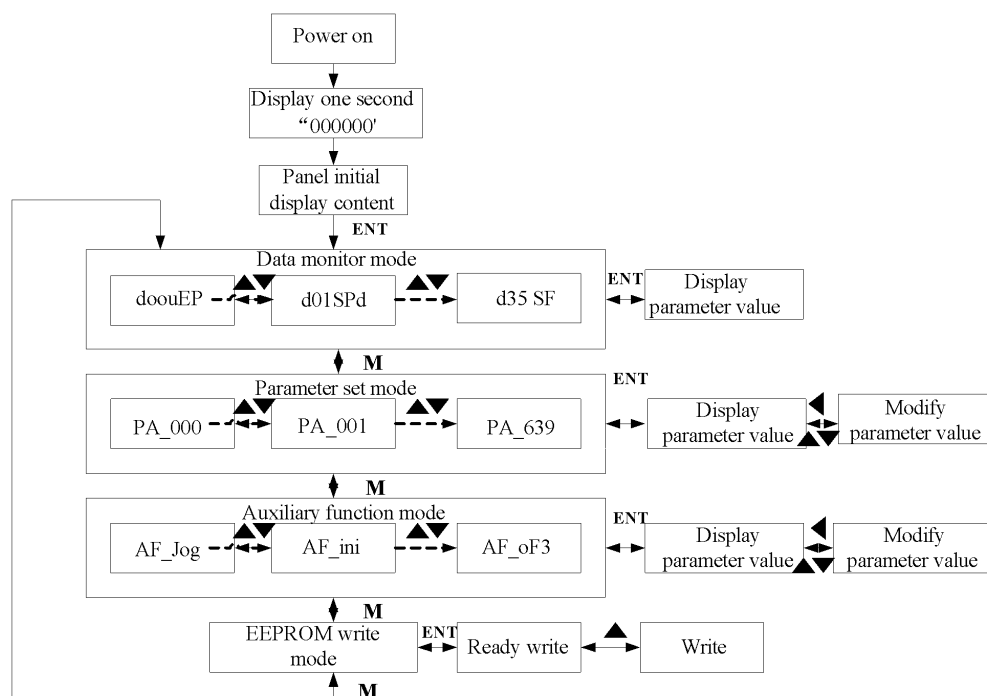 Power on
Display one second
“000000'
Panel initial
display content
ENT
Data monitor mode
doouEP
d01SPd
d35 SF
ENT
Display
parameter value
M
Parameter set mode
PA_000
PA_001
PA_639
ENT
Display
parameter value
Modify
parameter value
M
Auxiliary function mode
AF_Jog
AF_ini
AF_oF3
ENT
Display
parameter value
Modify
parameter value
M
EEPROM write
mode
ENT
Ready write
Write
M